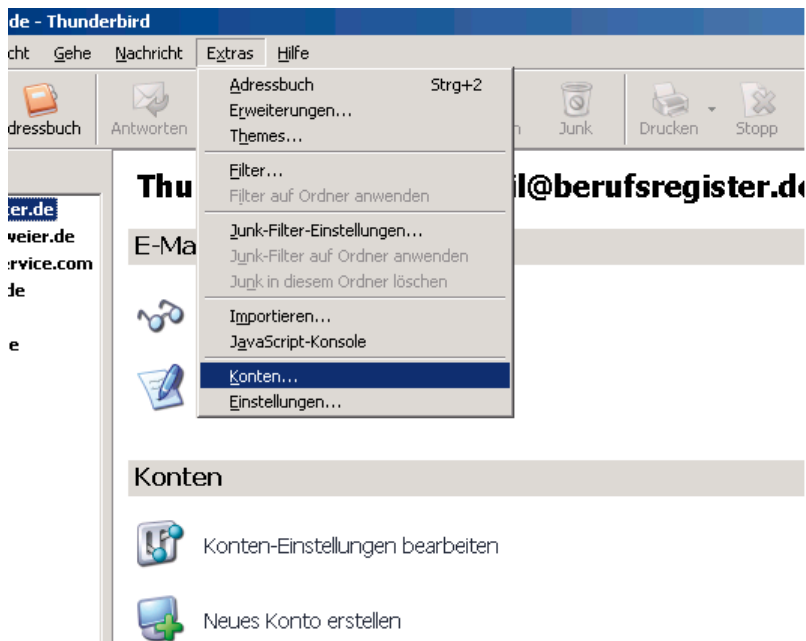 de - Thunderbird
cht Gehe Nachricht Extras Hilfe
dressbuch Antworten Junk Drucken Stopp
Adressbuch Strg+2
Erweiterungen...
Themes...
Filter...
Filter auf Ordner anwenden
Junk-Filter-Einstellungen...
Junk-Filter auf Ordner anwenden
Junk in diesem Ordner löschen
Importieren...
JavaScript-Konsole
Konten...
Einstellungen...
ter.de
weier.de
ervice.com
de
e
Thu il@berufsregister.de
E-Ma
Konten
Konten-Einstellungen bearbeiten
Neues Konto erstellen